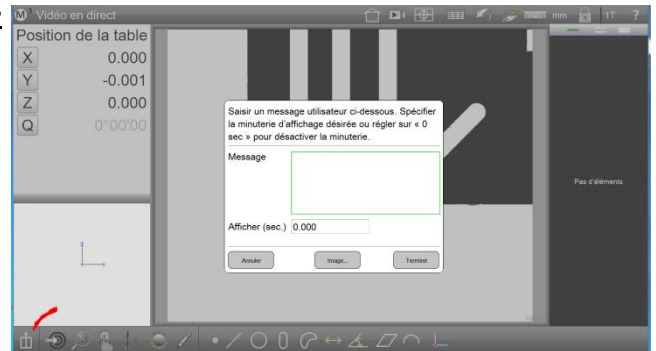 M³ Vidéo en direct
mm
1T
?
Position de la table
X 0.000
Y -0.001
Z 0.000
Q 0°00'00
Saisir un message utilisateur ci-dessous. Spécifier
la minuterie d'affichage désirée ou régler sur « 0
sec » pour désactiver la minuterie.
Message
Afficher (sec.) 0.000
Annuler
Image...
Terminé
Pas d'éléments